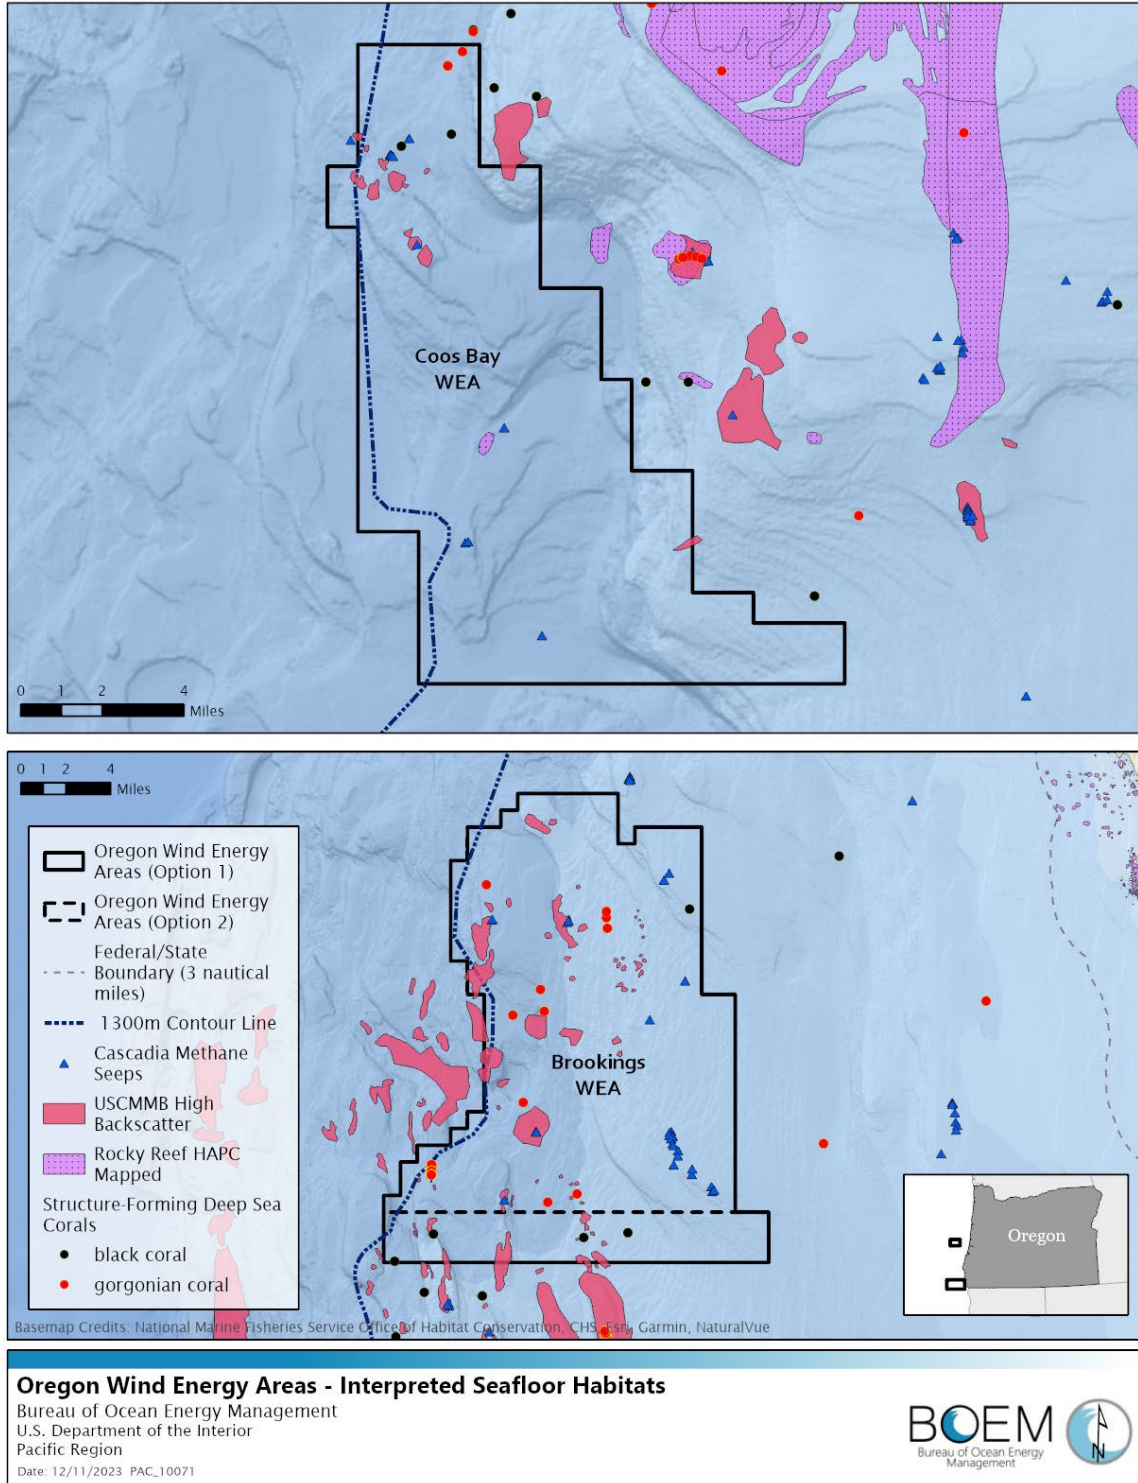 Coos Bay
WEA
0 1 2 4
Miles
0 1 2 4
Miles
Oregon Wind Energy
Areas (Option 1)
Oregon Wind Energy
Areas (Option 2)
Federal/State
Boundary (3 nautical
miles)
1300m Contour Line
Cascadia Methane
Seeps
USCMMB High
Backscatter
Rocky Reef HAPC
Mapped
Structure-Forming Deep Sea
Corals
black coral
gorgonian coral
Brookings
WEA
Oregon
Basemap Credits: National Marine Fisheries Service Office of Habitat Conservation, CHS, Esri, Garmin, NaturalVue
Oregon Wind Energy Areas - Interpreted Seafloor Habitats
Bureau of Ocean Energy Management
U.S. Department of the Interior
Pacific Region
Date: 12/11/2023 PAC_10071
BOEM
Bureau of Ocean Energy
Management
N